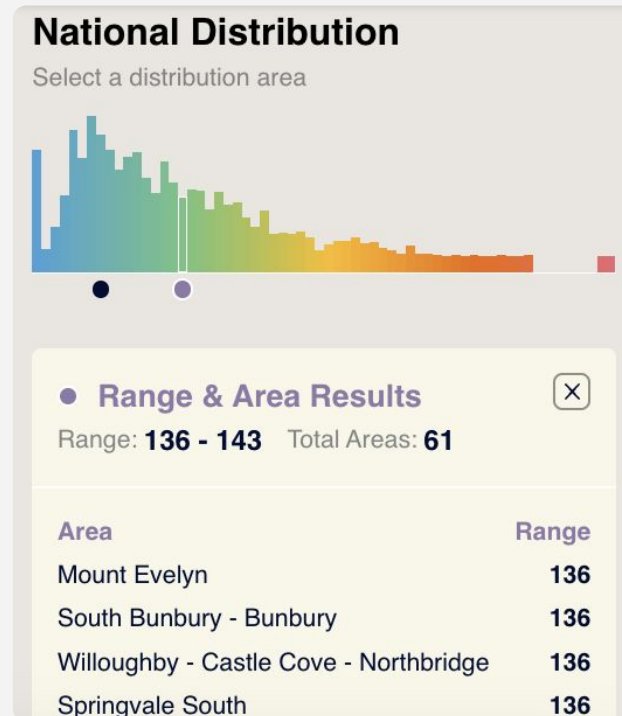 National Distribution
Select a distribution area
Range & Area Results
Range: 136 - 143 Total Areas: 61
Area Range
Mount Evelyn 136
South Bunbury - Bunbury 136
Willoughby - Castle Cove - Northbridge 136
Springvale South 136